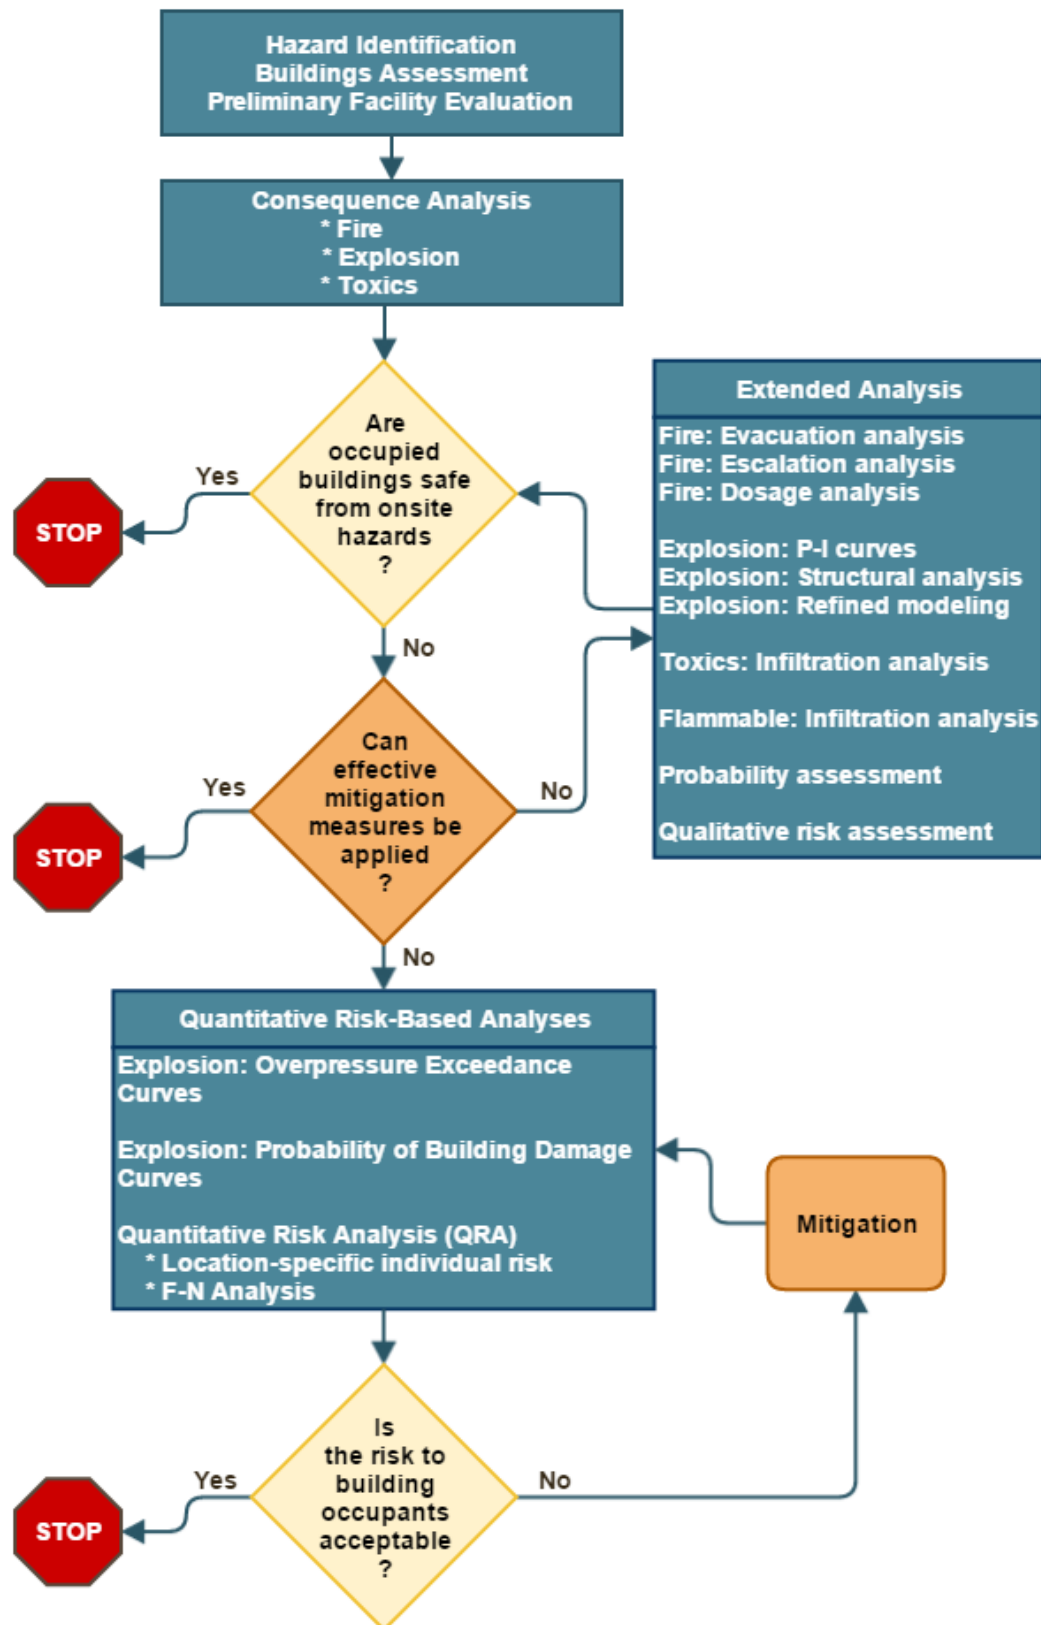 Hazard Identification
Buildings Assessment
Preliminary Facility Evaluation
Consequence Analysis
* Fire
* Explosion
* Toxics
Are
occupied
buildings safe
from onsite
hazards
?
Yes
STOP
No
Extended Analysis
Fire: Evacuation analysis
Fire: Escalation analysis
Fire: Dosage analysis
Explosion: P-I curves
Explosion: Structural analysis
Explosion: Refined modeling
Toxics: Infiltration analysis
Flammable: Infiltration analysis
Probability assessment
Qualitative risk assessment
Can
effective
mitigation
measures be
applied
?
Yes
STOP
No
No
Quantitative Risk-Based Analyses
Explosion: Overpressure Exceedance
Curves
Explosion: Probability of Building Damage
Curves
Quantitative Risk Analysis (QRA)
* Location-specific individual risk
* F-N Analysis
Mitigation
Is
the risk to
building
occupants
acceptable
?
Yes
STOP
No